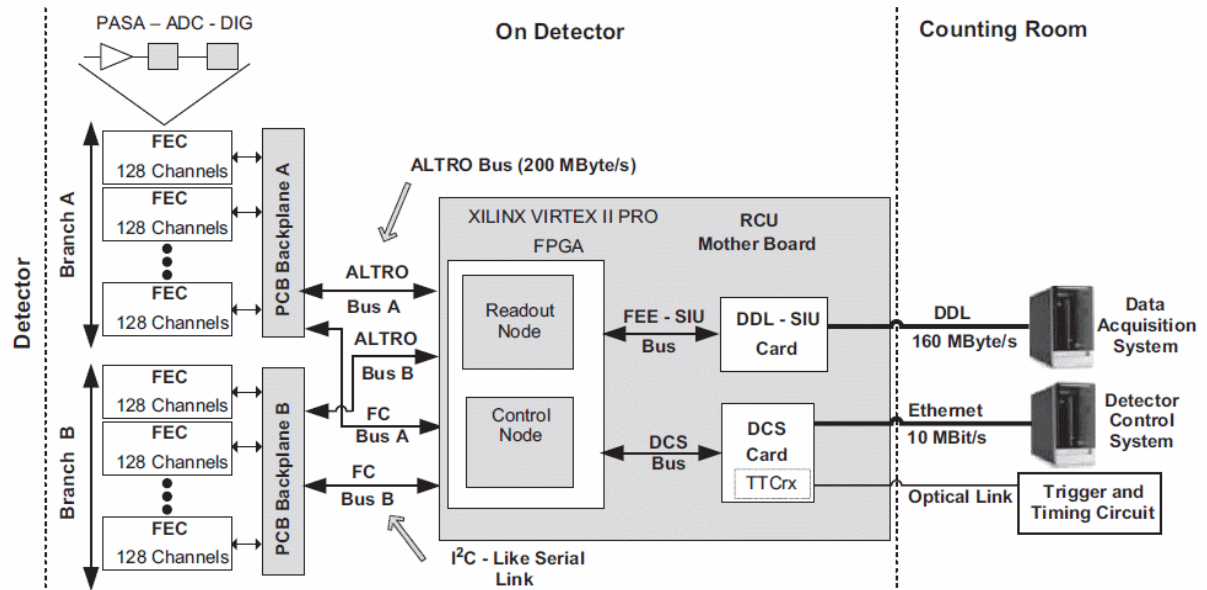 PASA – ADC - DIG
On Detector
Counting Room
Detector
Branch A
FEC
128 Channels
FEC
128 Channels
FEC
128 Channels
PCB Backplane A
Branch B
FEC
128 Channels
FEC
128 Channels
FEC
128 Channels
PCB Backplane B
ALTRO Bus (200 MByte/s)
ALTRO
Bus A
ALTRO
Bus B
FC
Bus A
FC
Bus B
I²C - Like Serial
Link
XILINX VIRTEX II PRO
FPGA
RCU
Mother Board
Readout
Node
Control
Node
FEE - SIU
Bus
DCS
Bus
DDL - SIU
Card
DCS
Card
TTCrx
DDL
160 MByte/s
Ethernet
10 MBit/s
Optical Link
Data
Acquisition
System
Detector
Control
System
Trigger and
Timing Circuit